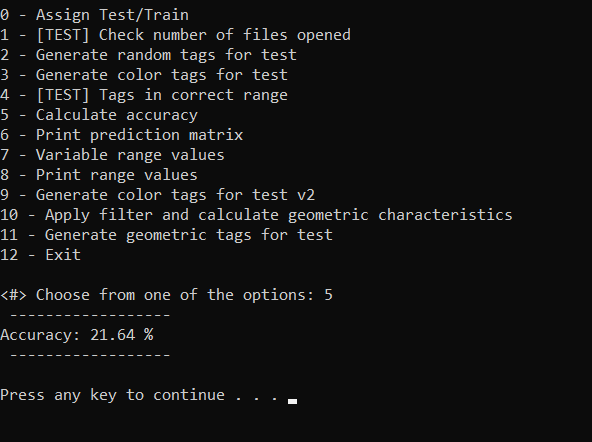 0 - Assign Test/Train
1 - [TEST] Check number of files opened
2 - Generate random tags for test
3 - Generate color tags for test
4 - [TEST] Tags in correct range
5 - Calculate accuracy
6 - Print prediction matrix
7 - Variable range values
8 - Print range values
9 - Generate color tags for test v2
10 - Apply filter and calculate geometric characteristics
11 - Generate geometric tags for test
12 - Exit
<#> Choose from one of the options: 5
------------------
Accuracy: 21.64 %
------------------
Press any key to continue . . .